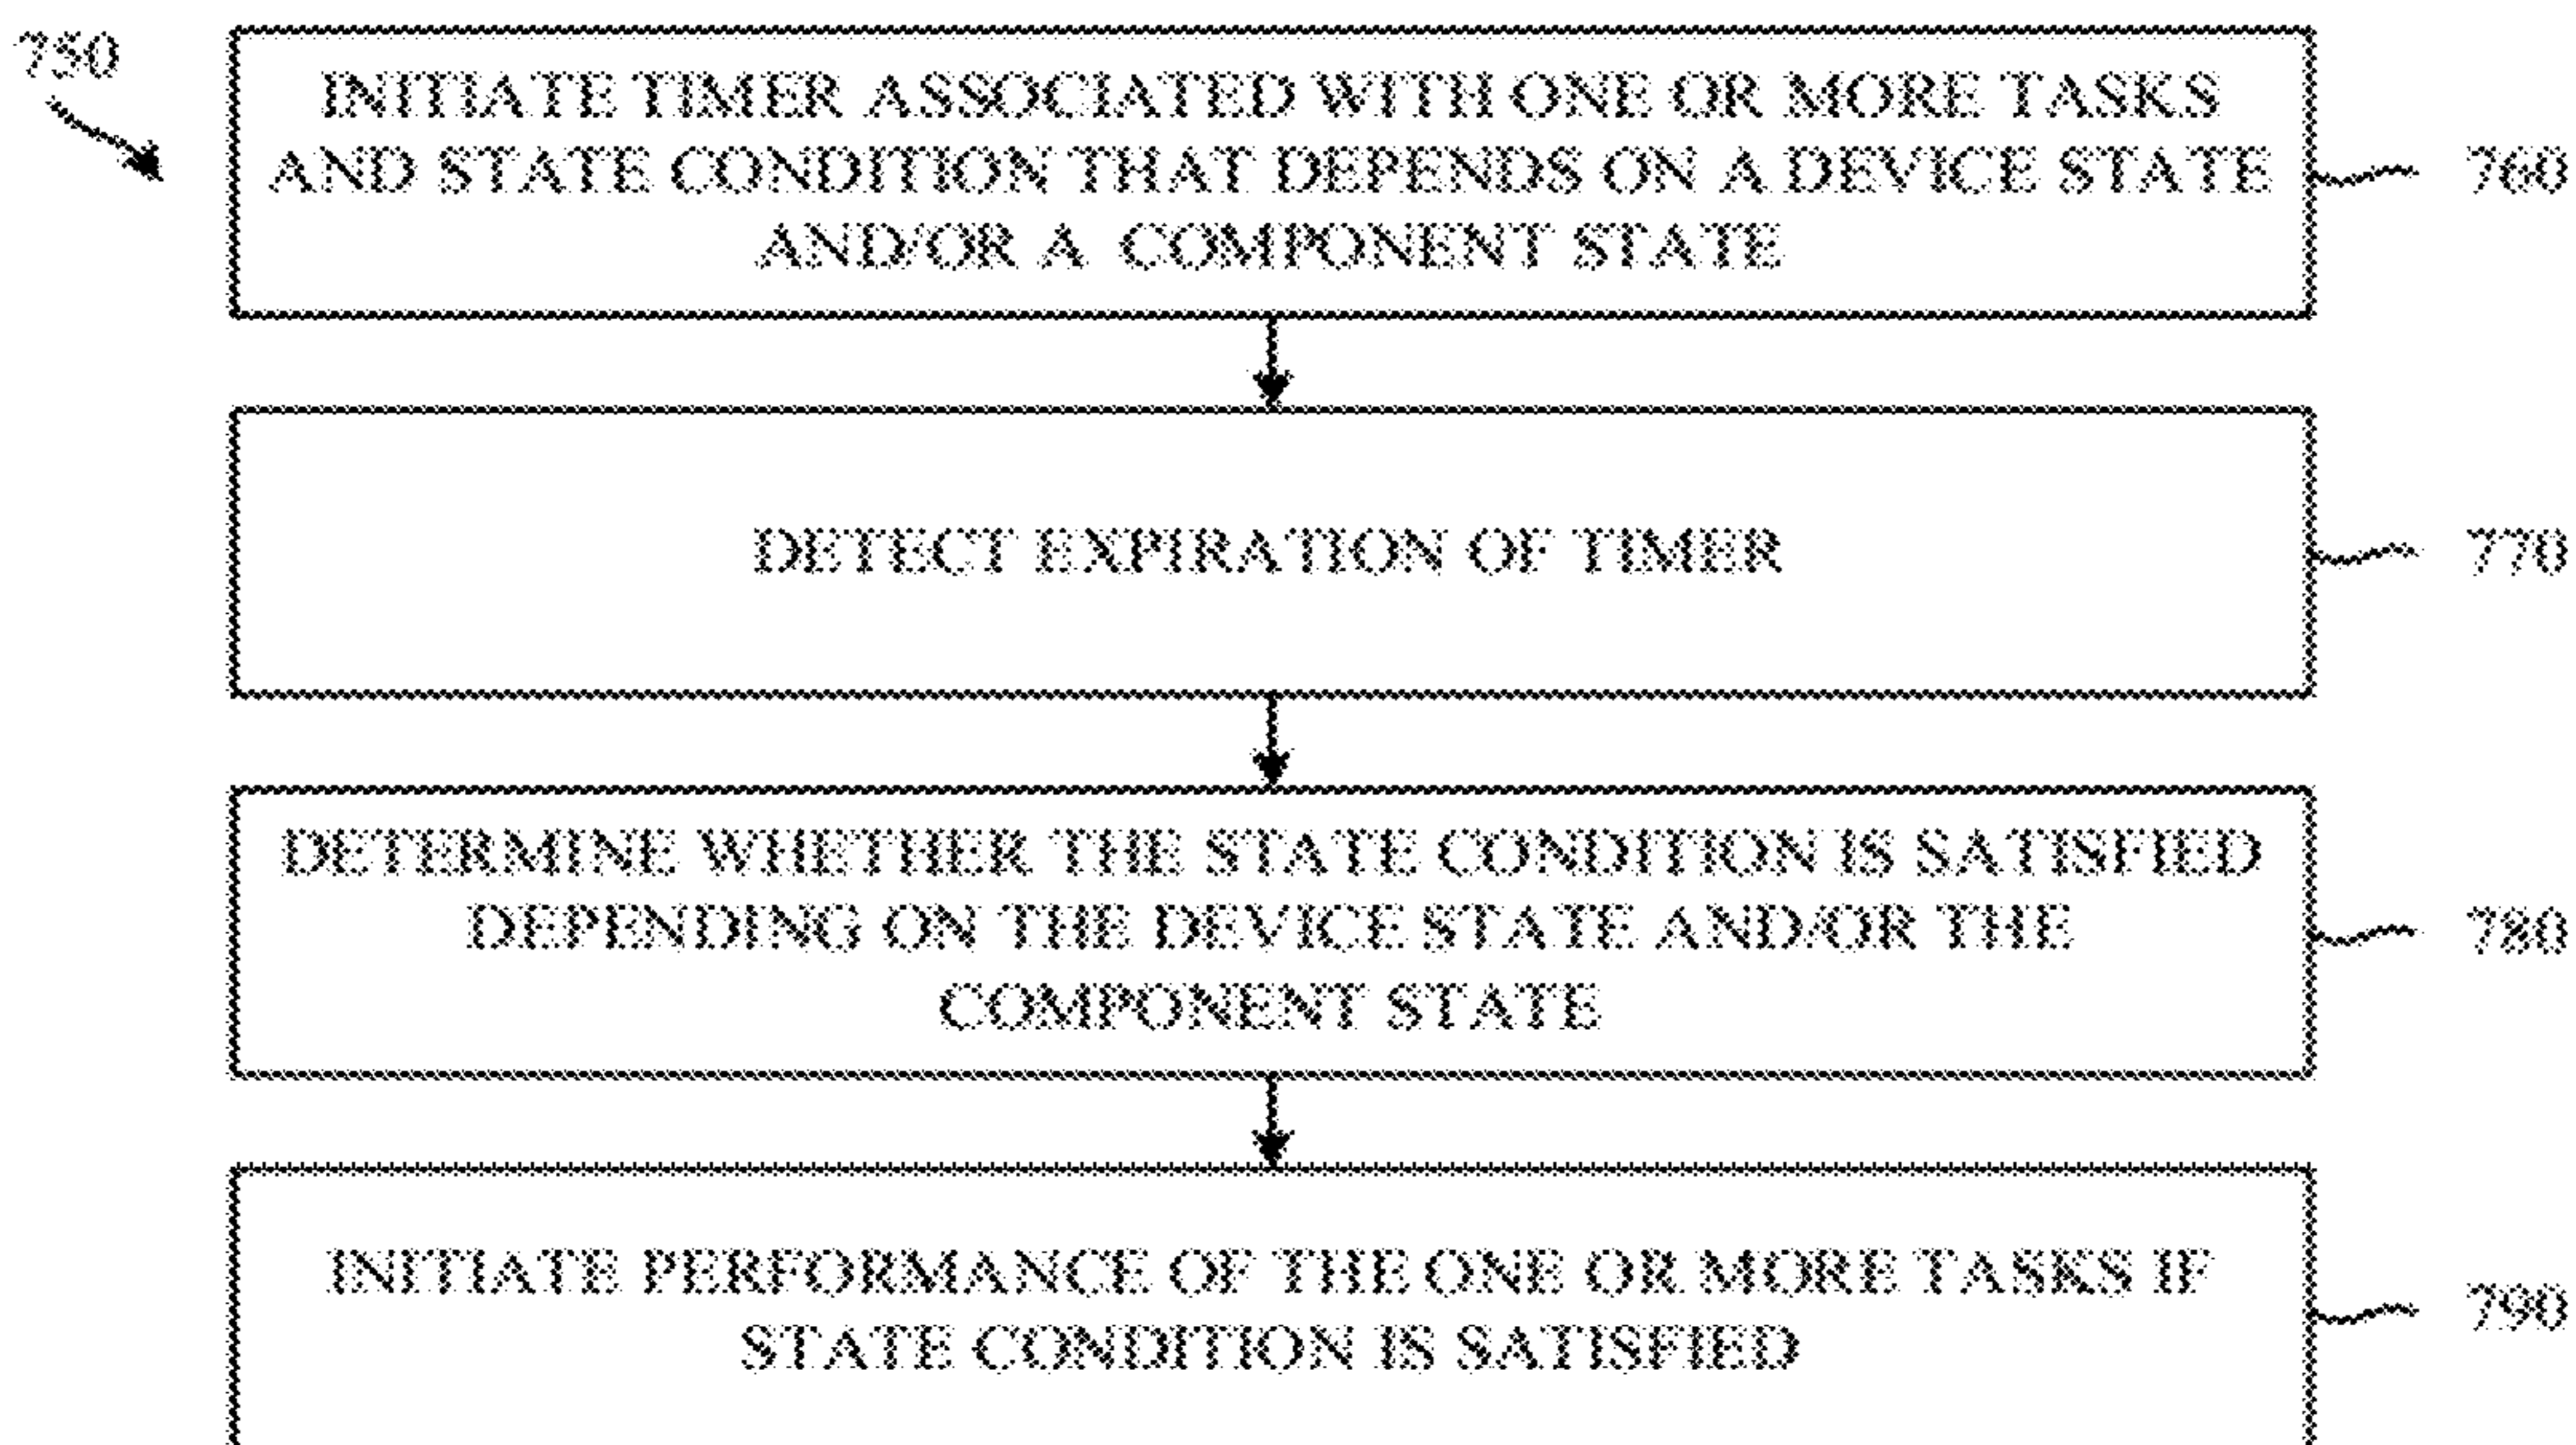 750
INITIATE TIMER ASSOCIATED WITH ONE OR MORE TASKS
AND STATE CONDITION THAT DEPENDS ON A DEVICE STATE
AND/OR A COMPONENT STATE
760
DETECT EXPIRATION OF TIMER
770
DETERMINE WHETHER THE STATE CONDITION IS SATISFIED
DEPENDING ON THE DEVICE STATE AND/OR THE
COMPONENT STATE
780
INITIATE PERFORMANCE OF THE ONE OR MORE TASKS IF
STATE CONDITION IS SATISFIED
790